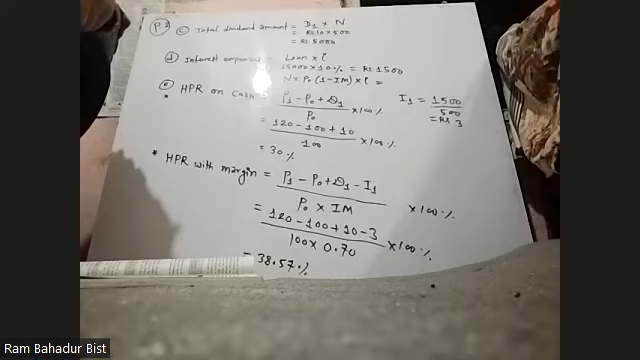 P.2
(c) Total dividend amount = D1 x N
= RS.10 x 500
= RS. 5000
(d) Interest expenses = Loan x i
15000 x 10% = RS. 1500
N x P0 (1-IM) x i =
(e) * HPR on cash = P1 - P0 + D1 / P0 x 100%
I1 = 1500 / 500
= RS 3
= 120 - 100 + 10 / 100 x 100%
= 30%
* HPR with margin = P1 - P0 + D1 - I1 / P0 x IM x 100%
= 120 - 100 + 10 - 3 / 100 x 0.70 x 100%
= 38.57%
Ram Bahadur Bist